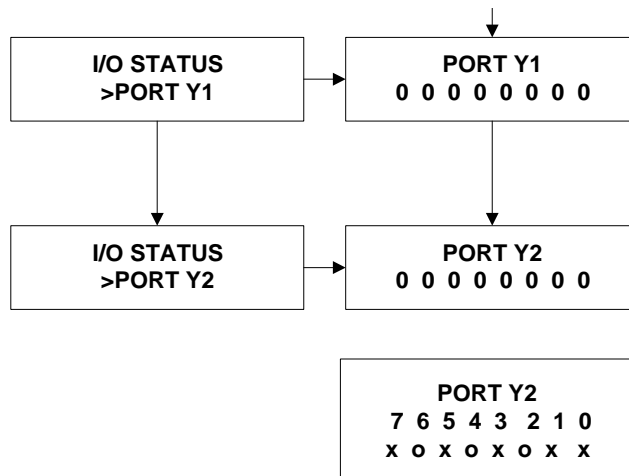 I/O STATUS
>PORT Y1
PORT Y1
0 0 0 0 0 0 0 0
I/O STATUS
>PORT Y2
PORT Y2
0 0 0 0 0 0 0 0
PORT Y2
7 6 5 4 3 2 1 0
x o x o x o x x